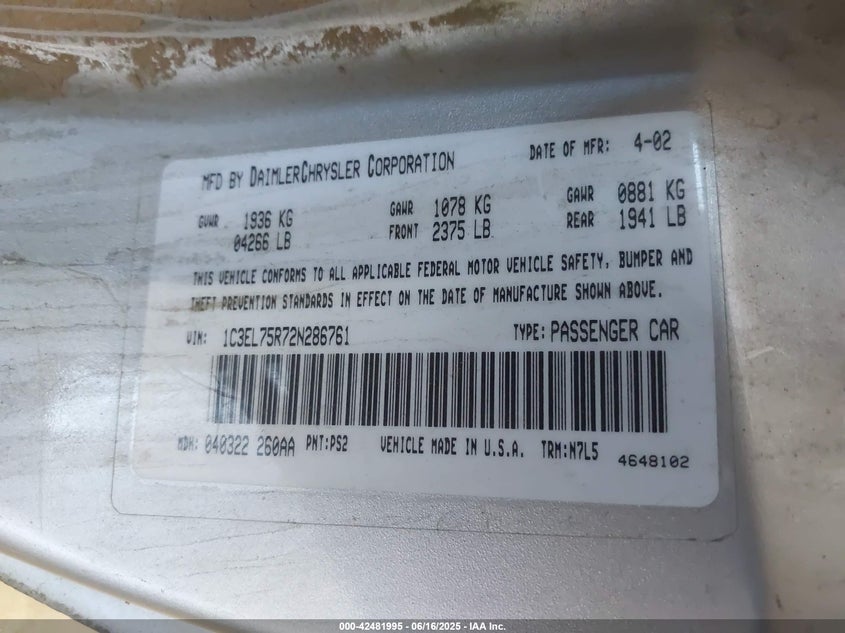 MFD BY DAIMLERCHRYSLER CORPORATION DATE OF MFR: 4-02
GVWR 1936 KG GAWR 1078 KG GAWR 0881 KG
04266 LB FRONT 2375 LB REAR 1941 LB
THIS VEHICLE CONFORMS TO ALL APPLICABLE FEDERAL MOTOR VEHICLE SAFETY, BUMPER AND
THEFT PREVENTION STANDARDS IN EFFECT ON THE DATE OF MANUFACTURE SHOWN ABOVE.
VIN: 1C3EL75R72N286761 TYPE: PASSENGER CAR
MDH: 040322 260AA PNT:PS2 VEHICLE MADE IN U.S.A. TRM:N7L5 4648102
000-42481995 - 06/16/2025 - IAA Inc.